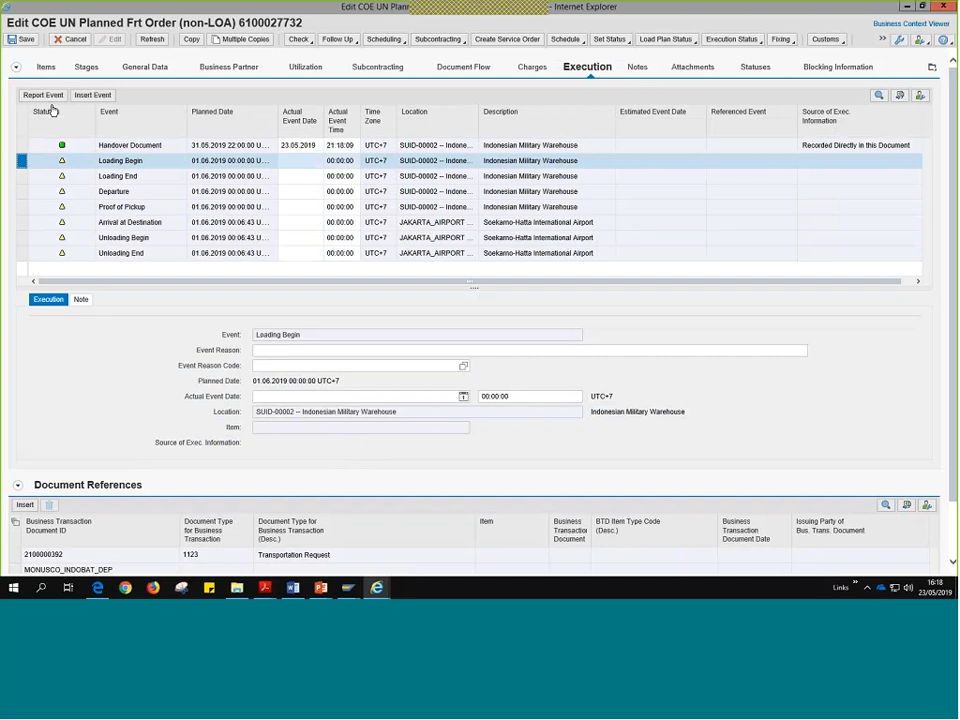 Edit COE UN Planned - Internet Explorer
Edit COE UN Planned Frt Order (non-LOA) 6100027732
Business Context Viewer
Save Cancel Edit Refresh Copy Multiple Copies Check Follow Up Scheduling Subcontracting Create Service Order Schedule Set Status Load Plan Status Execution Status Fixing Customs
Items Stages General Data Business Partner Utilization Subcontracting Document Flow Charges Execution Notes Attachments Statuses Blocking Information
Report Event Insert Event
Status Event Planned Date Actual Event Date Actual Event Time Time Zone Location Description Estimated Event Date Referenced Event Source of Exec. Information
Handover Document 31.05.2019 22:00:00 U... 23.05.2019 21:18:09 UTC+7 SUID-00002 -- Indone... Indonesian Military Warehouse Recorded Directly in this Document
Loading Begin 01.06.2019 00:00:00 U... 00:00:00 UTC+7 SUID-00002 -- Indone... Indonesian Military Warehouse
Loading End 01.06.2019 00:00:00 U... 00:00:00 UTC+7 SUID-00002 -- Indone... Indonesian Military Warehouse
Departure 01.06.2019 00:00:00 U... 00:00:00 UTC+7 SUID-00002 -- Indone... Indonesian Military Warehouse
Proof of Pickup 01.06.2019 00:00:00 U... 00:00:00 UTC+7 SUID-00002 -- Indone... Indonesian Military Warehouse
Arrival at Destination 01.06.2019 00:06:43 U... 00:00:00 UTC+7 JAKARTA_AIRPORT ... Soekarno-Hatta International Airport
Unloading Begin 01.06.2019 00:06:43 U... 00:00:00 UTC+7 JAKARTA_AIRPORT ... Soekarno-Hatta International Airport
Unloading End 01.06.2019 00:06:43 U... 00:00:00 UTC+7 JAKARTA_AIRPORT ... Soekarno-Hatta International Airport
Execution Note
Event: Loading Begin
Event Reason:
Event Reason Code:
Planned Date: 01.06.2019 00:00:00 UTC+7
Actual Event Date: 00:00:00 UTC+7
Location: SUID-00002 -- Indonesian Military Warehouse Indonesian Military Warehouse
Item:
Source of Exec. Information:
Document References
Insert
Business Transaction Document ID Document Type for Business Transaction Document Type for Business Transaction (Desc.) Item Business Transactio Document BTD Item Type Code (Desc.) Business Transaction Document Date Issuing Party of Bus. Trans. Document
2100000392 1123 Transportation Request
MONUSCO_INDOBAT_DEP
Links 16:18
23/05/2019